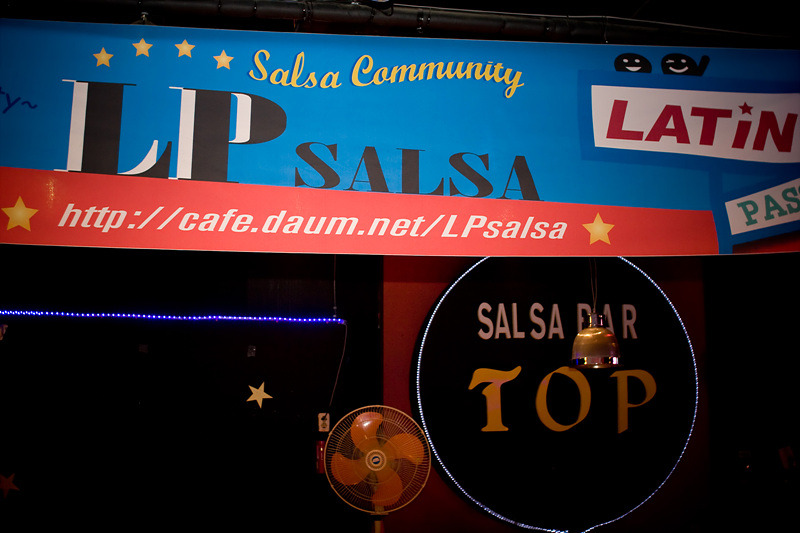 Salsa Community
LP SALSA
LATiN
http://cafe.daum.net/LPsalsa
SALSA BAR
TOP